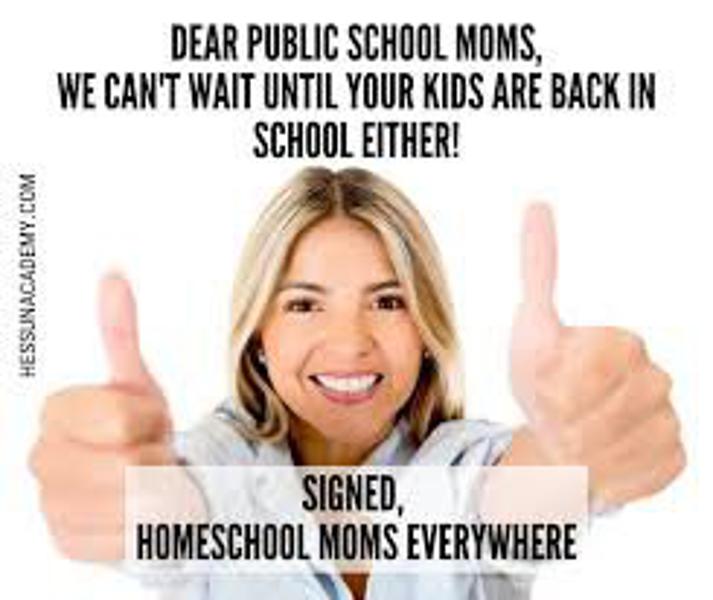 DEAR PUBLIC SCHOOL MOMS,
WE CAN'T WAIT UNTIL YOUR KIDS ARE BACK IN
SCHOOL EITHER!
HESSUNACADEMY.COM
SIGNED,
HOMESCHOOL MOMS EVERYWHERE